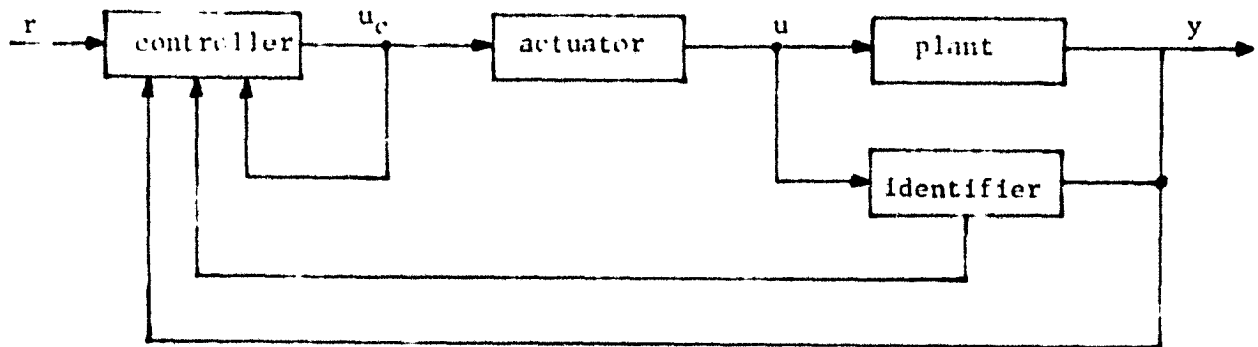 r
controller
u_c
actuator
u
plant
y
identifier